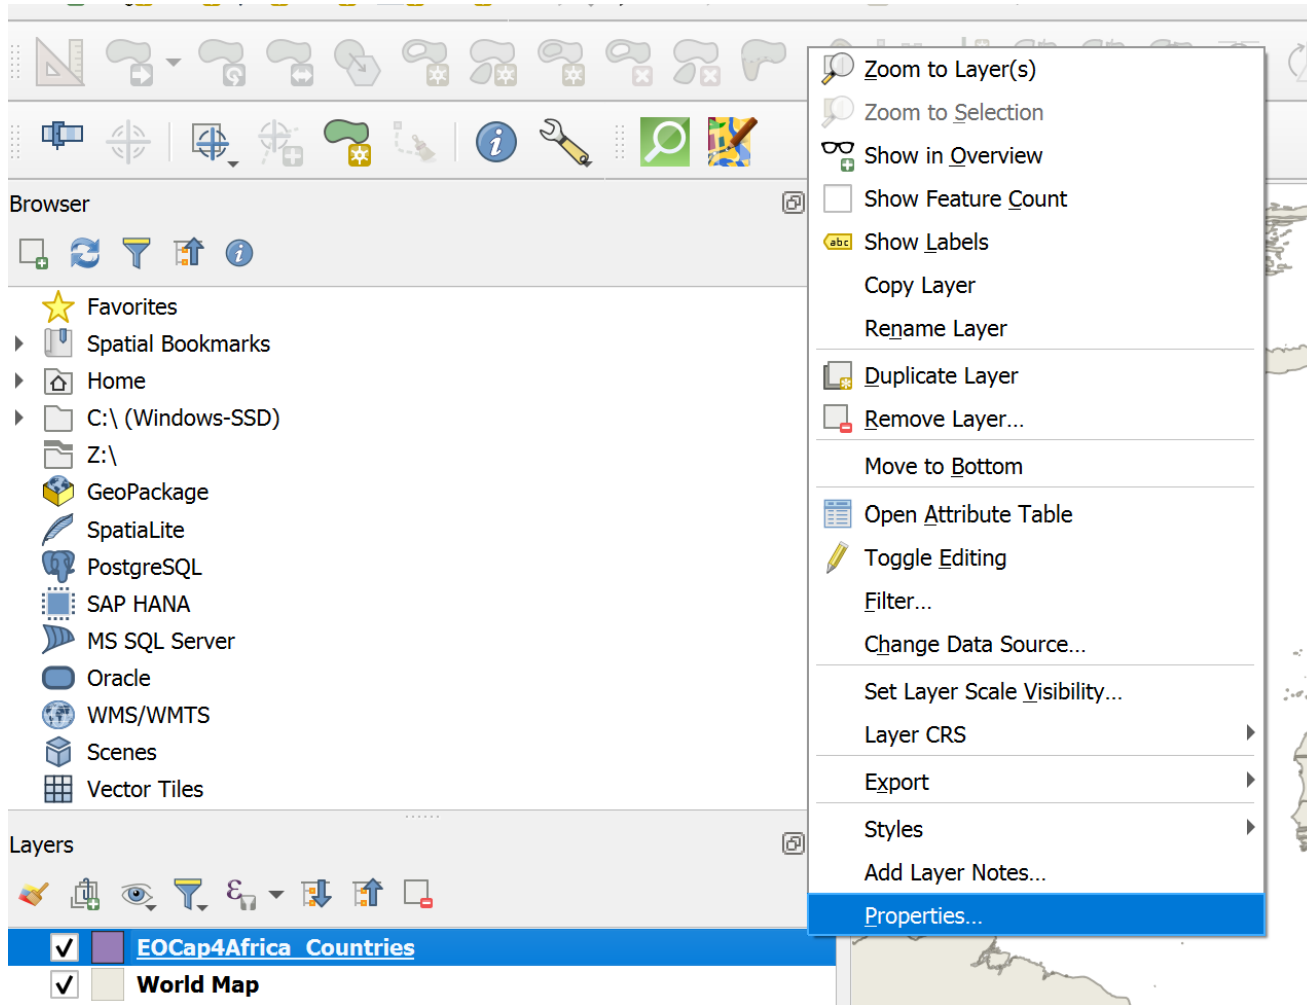 Browser
Favorites
Spatial Bookmarks
Home
C:\ (Windows-SSD)
Z:\
GeoPackage
SpatiaLite
PostgreSQL
SAP HANA
MS SQL Server
Oracle
WMS/WMTS
Scenes
Vector Tiles
Layers
EOCap4Africa_Countries
World Map
Zoom to Layer(s)
Zoom to Selection
Show in Overview
Show Feature Count
abc Show Labels
Copy Layer
Rename Layer
Duplicate Layer
Remove Layer...
Move to Bottom
Open Attribute Table
Toggle Editing
Filter...
Change Data Source...
Set Layer Scale Visibility...
Layer CRS
Export
Styles
Add Layer Notes...
Properties...